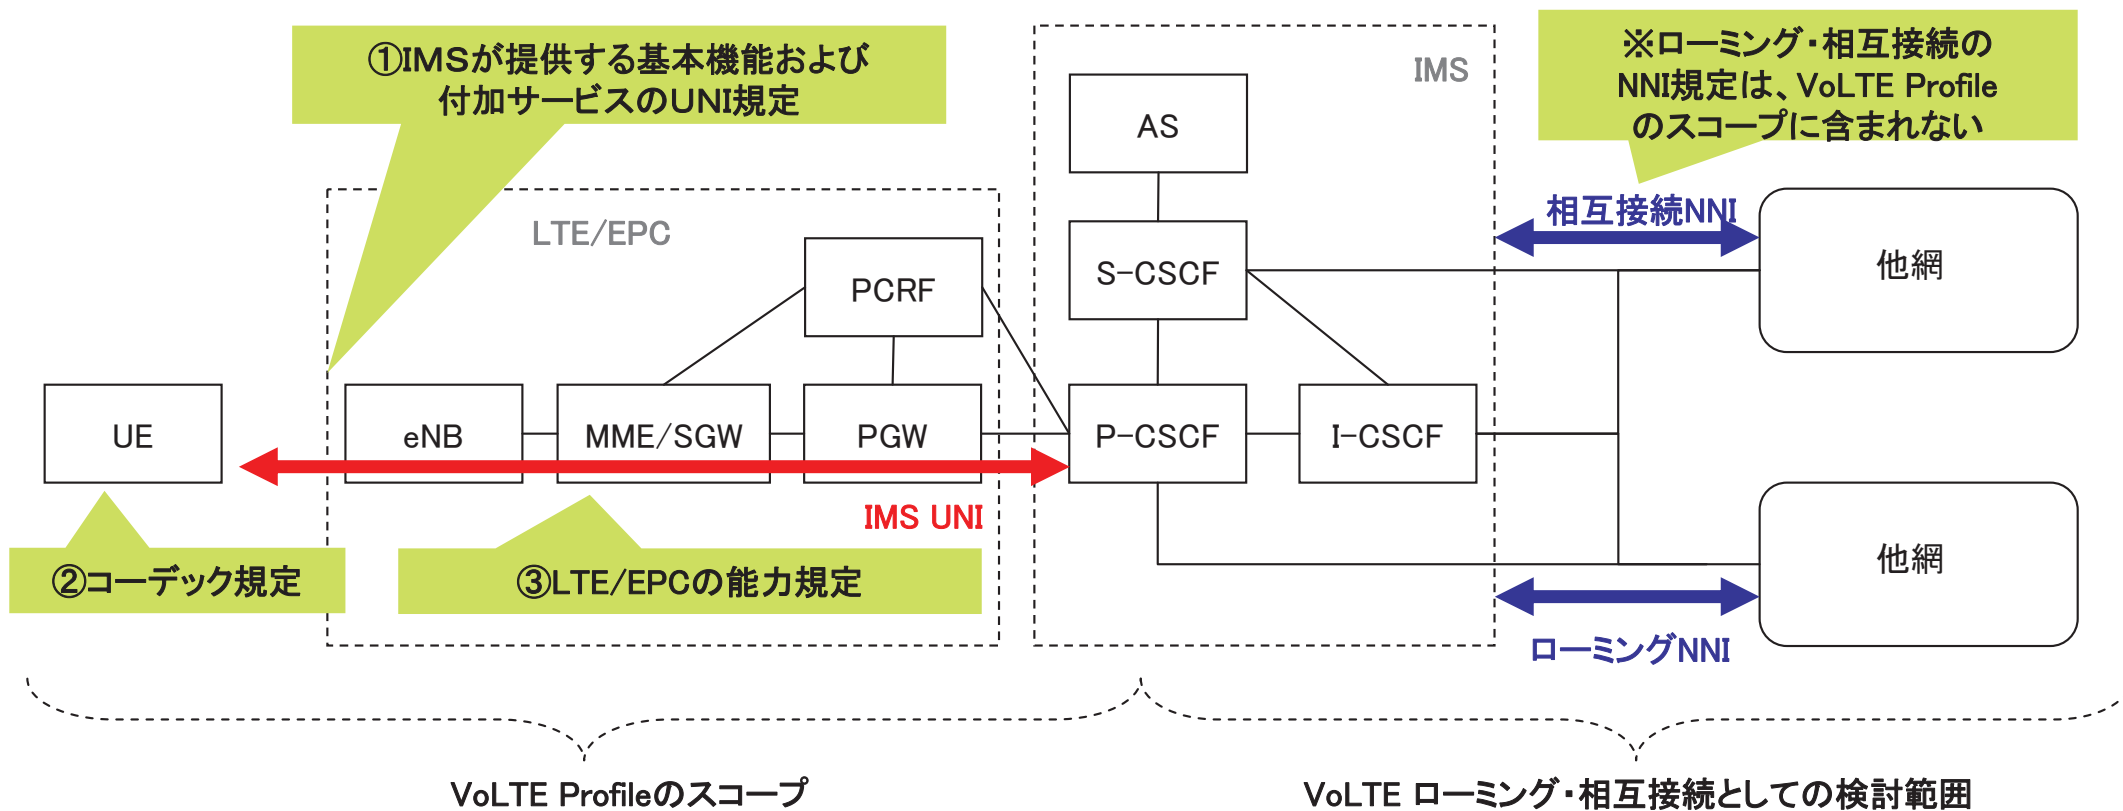 ①IMSが提供する基本機能および
付加サービスのUNI規定
IMS
※ローミング・相互接続の
NNI規定は、VoLTE Profile
のスコープに含まれない
AS
相互接続NNI
LTE/EPC
PCRF
S-CSCF
他網
UE
eNB
MME/SGW
PGW
P-CSCF
I-CSCF
IMS UNI
他網
②コーデック規定
③LTE/EPCの能力規定
ローミングNNI
VoLTE Profileのスコープ
VoLTE ローミング・相互接続としての検討範囲